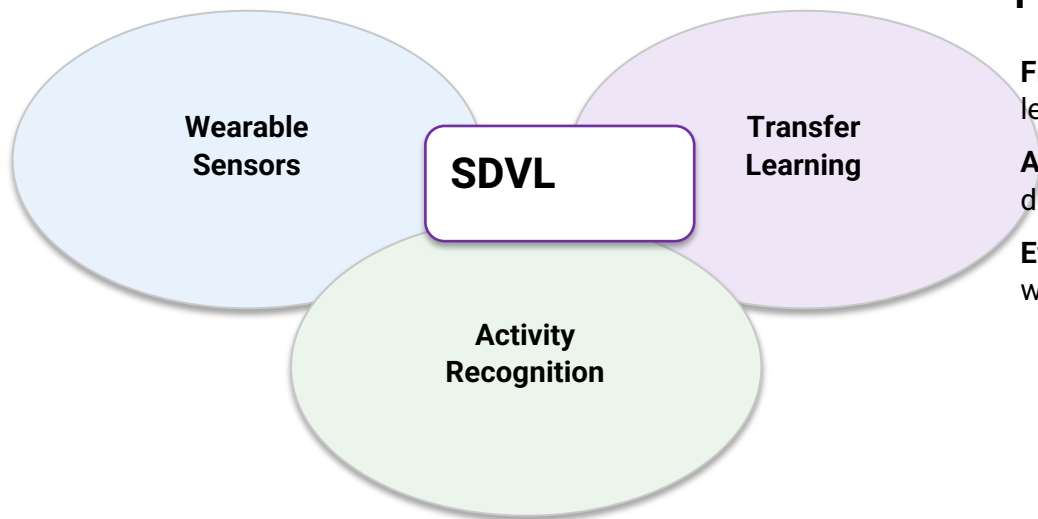 Wearable
Sensors
SDVL
Transfer
Learning
Activity
Recognition